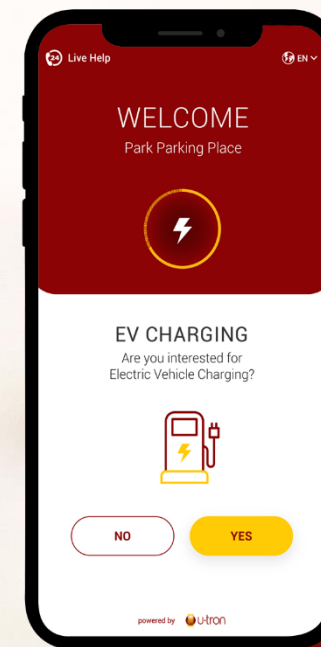 24 Live Help
EN
WELCOME
Park Parking Place
EV CHARGING
Are you interested for
Electric Vehicle Charging?
NO
YES
powered by u-tron